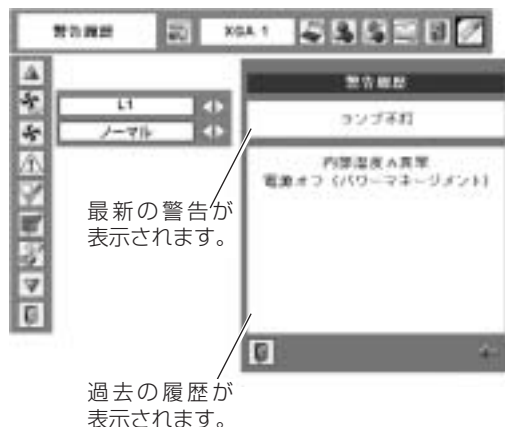 警告履歴
XGA 1
警告履歴
L1
ノーマル
ランプ不灯
内部温度A異常
電源オフ(パワーマネージメント)
最新の警告が
表示されます。
過去の履歴が
表示されます。